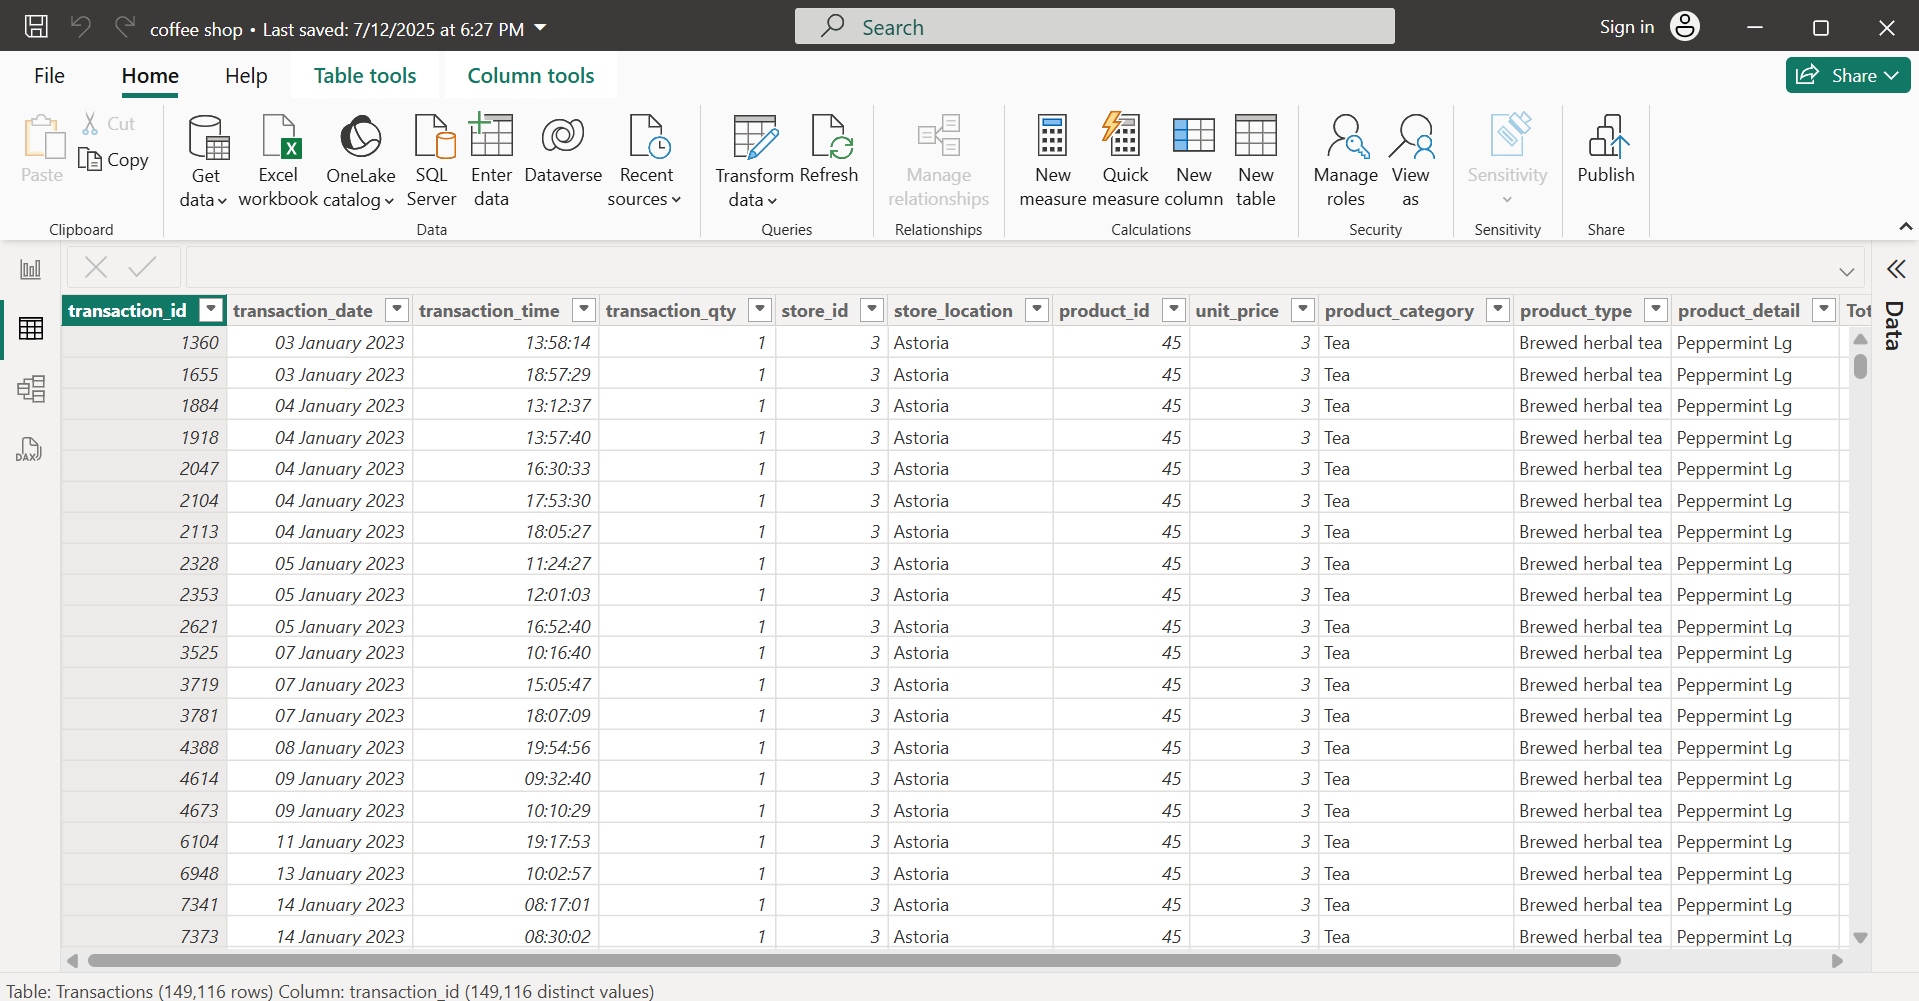 coffee shop • Last saved: 7/12/2025 at 6:27 PM
Search
Sign in
File Home Help Table tools Column tools
Share
Paste
Cut
Copy
Clipboard
Get data
Excel workbook
OneLake catalog
SQL Server
Enter data
Dataverse
Recent sources
Data
Transform data
Refresh
Queries
Manage relationships
Relationships
New measure
Quick measure
New column
New table
Calculations
Manage roles
View as
Security
Sensitivity
Sensitivity
Publish
Share
DAX
Data
transaction_id transaction_date transaction_time transaction_qty store_id store_location product_id unit_price product_category product_type product_detail Tot
1360 03 January 2023 13:58:14 1 3 Astoria 45 3 Tea Brewed herbal tea Peppermint Lg
1655 03 January 2023 18:57:29 1 3 Astoria 45 3 Tea Brewed herbal tea Peppermint Lg
1884 04 January 2023 13:12:37 1 3 Astoria 45 3 Tea Brewed herbal tea Peppermint Lg
1918 04 January 2023 13:57:40 1 3 Astoria 45 3 Tea Brewed herbal tea Peppermint Lg
2047 04 January 2023 16:30:33 1 3 Astoria 45 3 Tea Brewed herbal tea Peppermint Lg
2104 04 January 2023 17:53:30 1 3 Astoria 45 3 Tea Brewed herbal tea Peppermint Lg
2113 04 January 2023 18:05:27 1 3 Astoria 45 3 Tea Brewed herbal tea Peppermint Lg
2328 05 January 2023 11:24:27 1 3 Astoria 45 3 Tea Brewed herbal tea Peppermint Lg
2353 05 January 2023 12:01:03 1 3 Astoria 45 3 Tea Brewed herbal tea Peppermint Lg
2621 05 January 2023 16:52:40 1 3 Astoria 45 3 Tea Brewed herbal tea Peppermint Lg
3525 07 January 2023 10:16:40 1 3 Astoria 45 3 Tea Brewed herbal tea Peppermint Lg
3719 07 January 2023 15:05:47 1 3 Astoria 45 3 Tea Brewed herbal tea Peppermint Lg
3781 07 January 2023 18:07:09 1 3 Astoria 45 3 Tea Brewed herbal tea Peppermint Lg
4388 08 January 2023 19:54:56 1 3 Astoria 45 3 Tea Brewed herbal tea Peppermint Lg
4614 09 January 2023 09:32:40 1 3 Astoria 45 3 Tea Brewed herbal tea Peppermint Lg
4673 09 January 2023 10:10:29 1 3 Astoria 45 3 Tea Brewed herbal tea Peppermint Lg
6104 11 January 2023 19:17:53 1 3 Astoria 45 3 Tea Brewed herbal tea Peppermint Lg
6948 13 January 2023 10:02:57 1 3 Astoria 45 3 Tea Brewed herbal tea Peppermint Lg
7341 14 January 2023 08:17:01 1 3 Astoria 45 3 Tea Brewed herbal tea Peppermint Lg
7373 14 January 2023 08:30:02 1 3 Astoria 45 3 Tea Brewed herbal tea Peppermint Lg
Table: Transactions (149,116 rows) Column: transaction_id (149,116 distinct values)